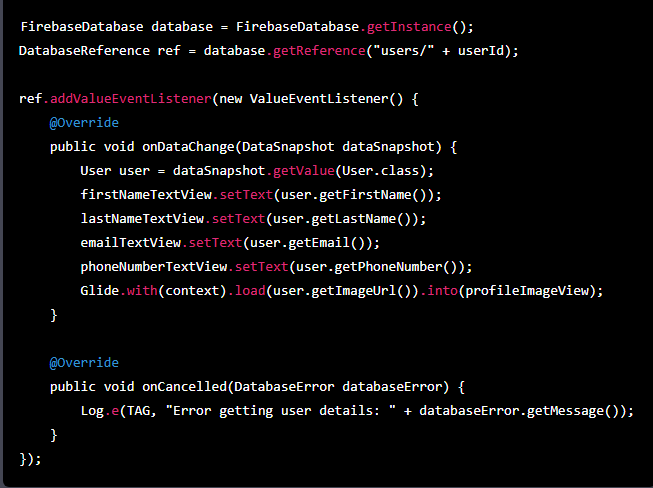 FirebaseDatabase database = FirebaseDatabase.getInstance();
DatabaseReference ref = database.getReference("users/" + userId);
ref.addValueEventListener(new ValueEventListener() {
@Override
public void onDataChange(DataSnapshot dataSnapshot) {
User user = dataSnapshot.getValue(User.class);
firstNameTextView.setText(user.getFirstName());
lastNameTextView.setText(user.getLastName());
emailTextView.setText(user.getEmail());
phoneNumberTextView.setText(user.getPhoneNumber());
Glide.with(context).load(user.getImageUrl()).into(profileImageView);
}
@Override
public void onCancelled(DatabaseError databaseError) {
Log.e(TAG, "Error getting user details: " + databaseError.getMessage());
}
});